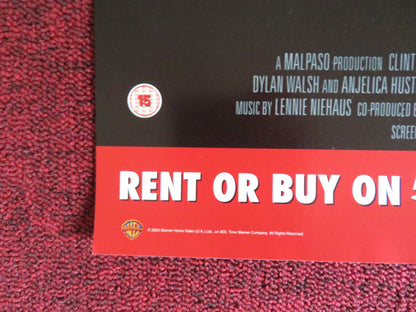 A MALPASO PRODUCTION CLINT
DYLAN WALSH AND ANJELICA HUST
MUSIC BY LENNIE NIEHAUS CO-PRODUCED B
SCREE
15
RENT OR BUY ON
© 2003 Warner Home Video (U.K.) Ltd., an AOL Time Warner Company. All Rights Reserved.